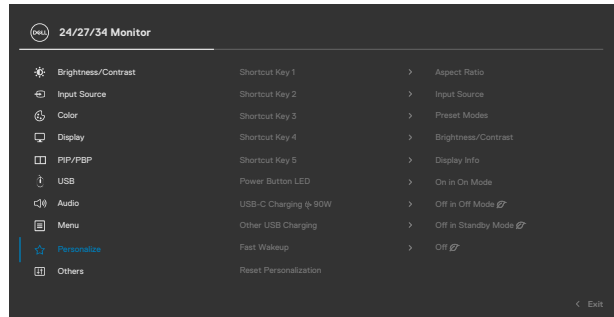 DELL 24/27/34 Monitor
Brightness/Contrast Shortcut Key 1 > Aspect Ratio
Input Source Shortcut Key 2 > Input Source
Color Shortcut Key 3 > Preset Modes
Display Shortcut Key 4 > Brightness/Contrast
PIP/PBP Shortcut Key 5 > Display Info
USB Power Button LED > On in On Mode
Audio USB-C Charging 90W > Off in Off Mode
Menu Other USB Charging > Off in Standby Mode
Personalize Fast Wakeup > Off
Others Reset Personalization
< Exit